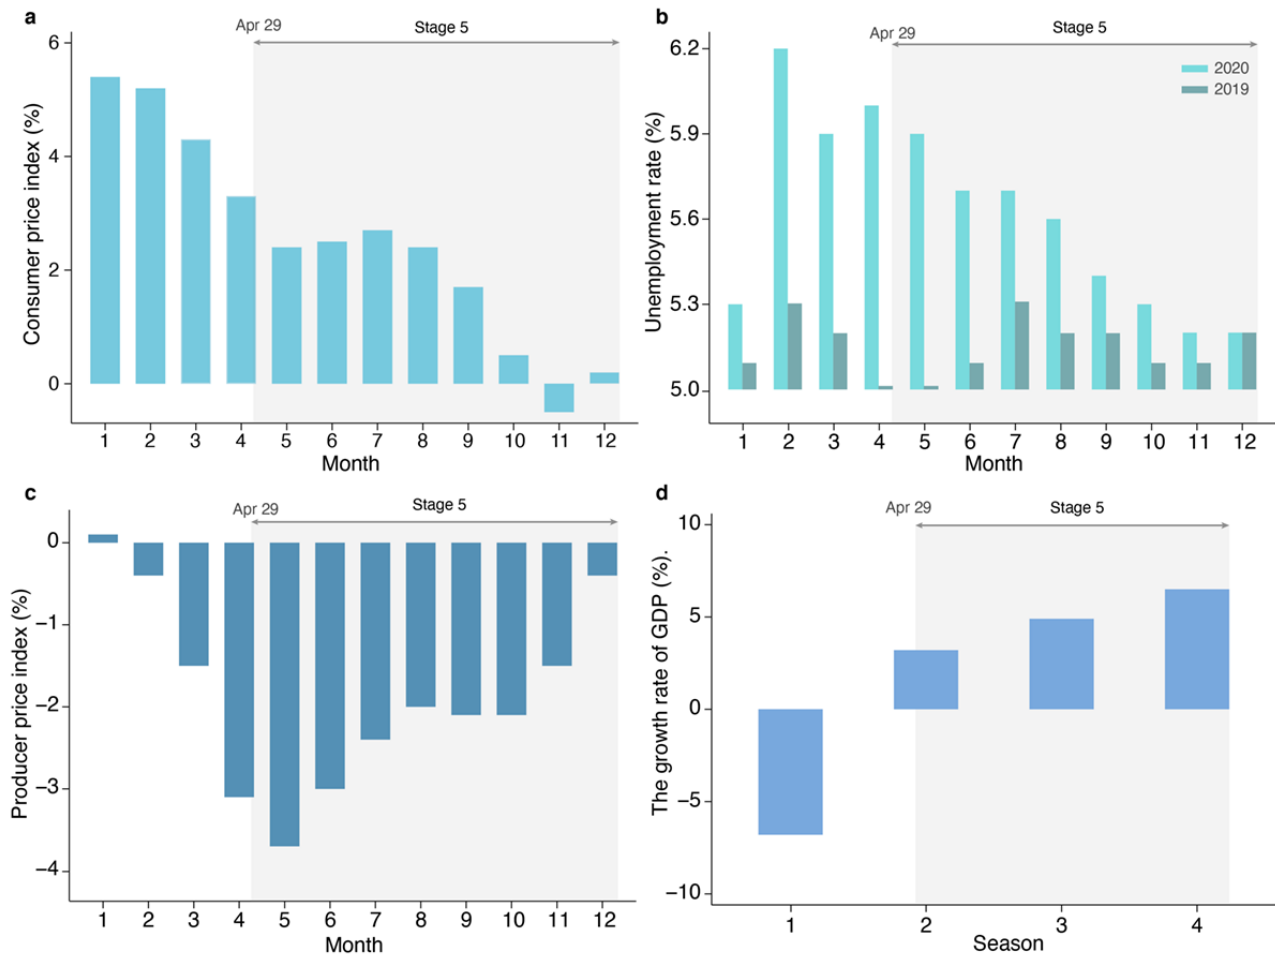 a
Apr 29
Stage 5
Consumer price index (%)
6
4
2
0
1 2 3 4 5 6 7 8 9 10 11 12
Month
b
Apr 29
Stage 5
2020
2019
Unemployment rate (%)
6.2
5.9
5.6
5.3
5.0
1 2 3 4 5 6 7 8 9 10 11 12
Month
c
Apr 29
Stage 5
Producer price index (%)
0
−1
−2
−3
−4
1 2 3 4 5 6 7 8 9 10 11 12
Month
d
Apr 29
Stage 5
The growth rate of GDP (%).
10
5
0
−5
−10
1 2 3 4
Season